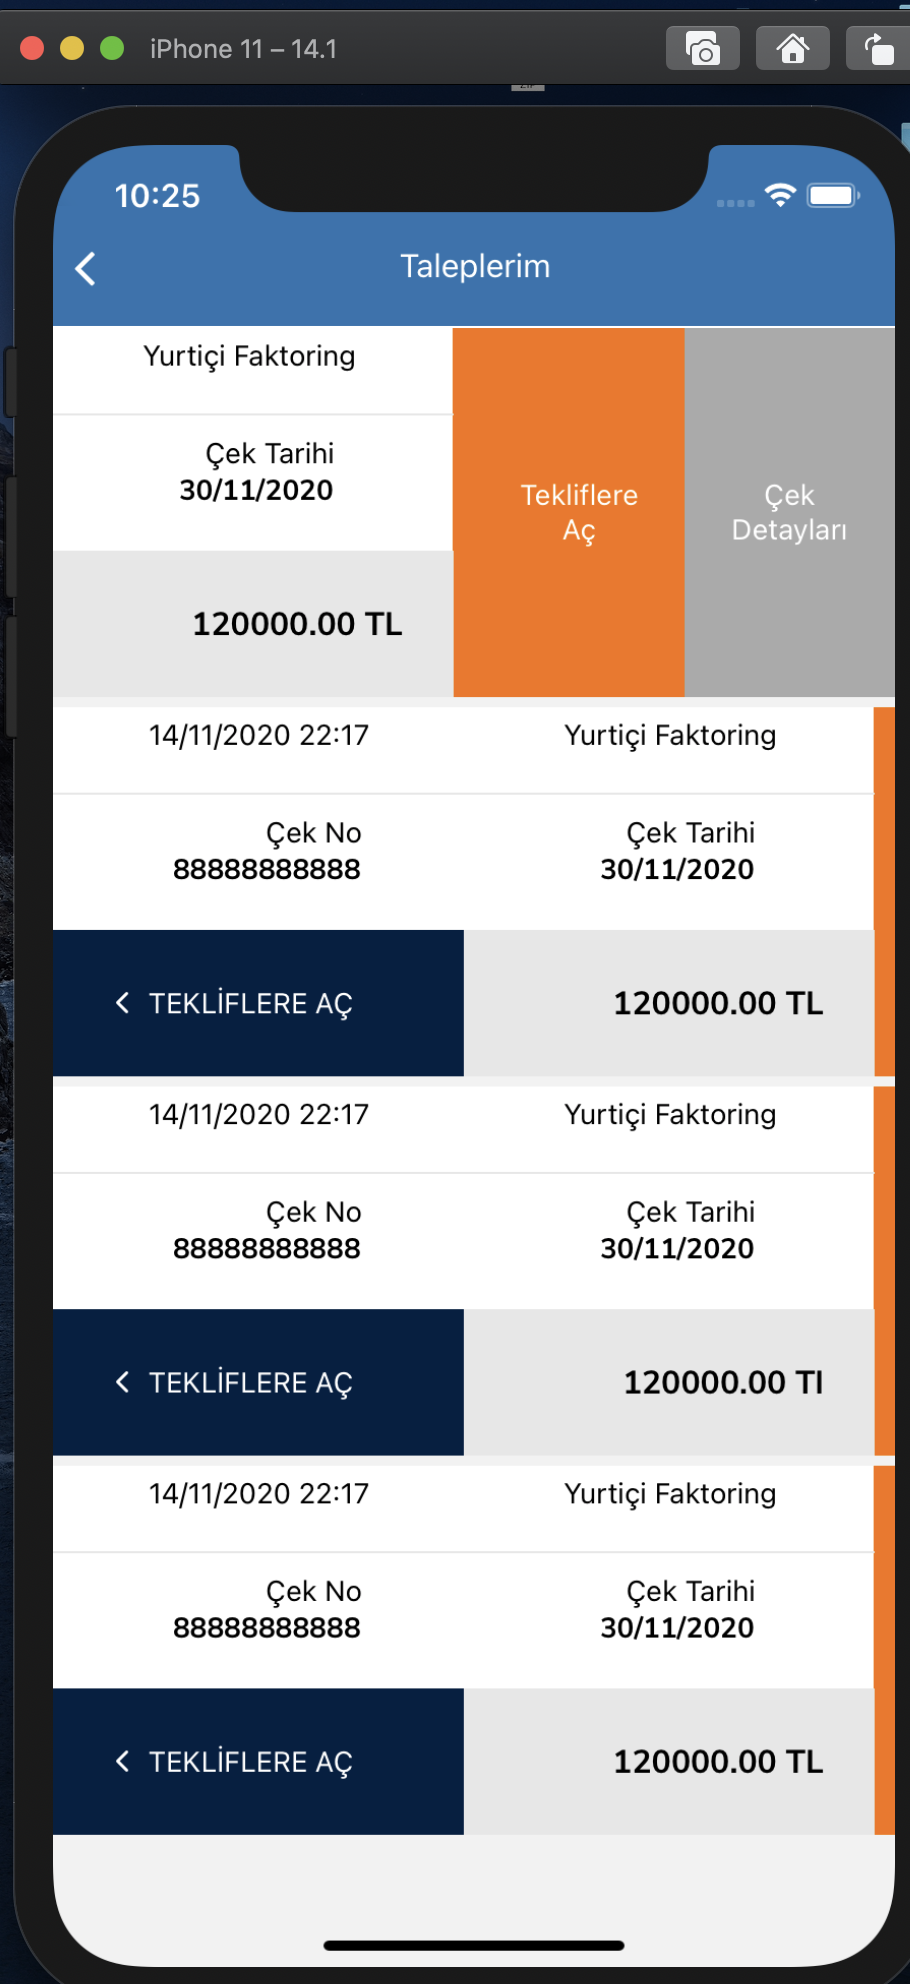 iPhone 11 – 14.1
10:25
Taleplerim
Yurtiçi Faktoring
Çek Tarihi
30/11/2020
120000.00 TL
Tekliflere
Aç
Çek
Detayları
14/11/2020 22:17 Yurtiçi Faktoring
Çek No Çek Tarihi
88888888888 30/11/2020
TEKLİFLERE AÇ 120000.00 TL
14/11/2020 22:17 Yurtiçi Faktoring
Çek No Çek Tarihi
88888888888 30/11/2020
TEKLİFLERE AÇ 120000.00 Tl
14/11/2020 22:17 Yurtiçi Faktoring
Çek No Çek Tarihi
88888888888 30/11/2020
TEKLİFLERE AÇ 120000.00 TL